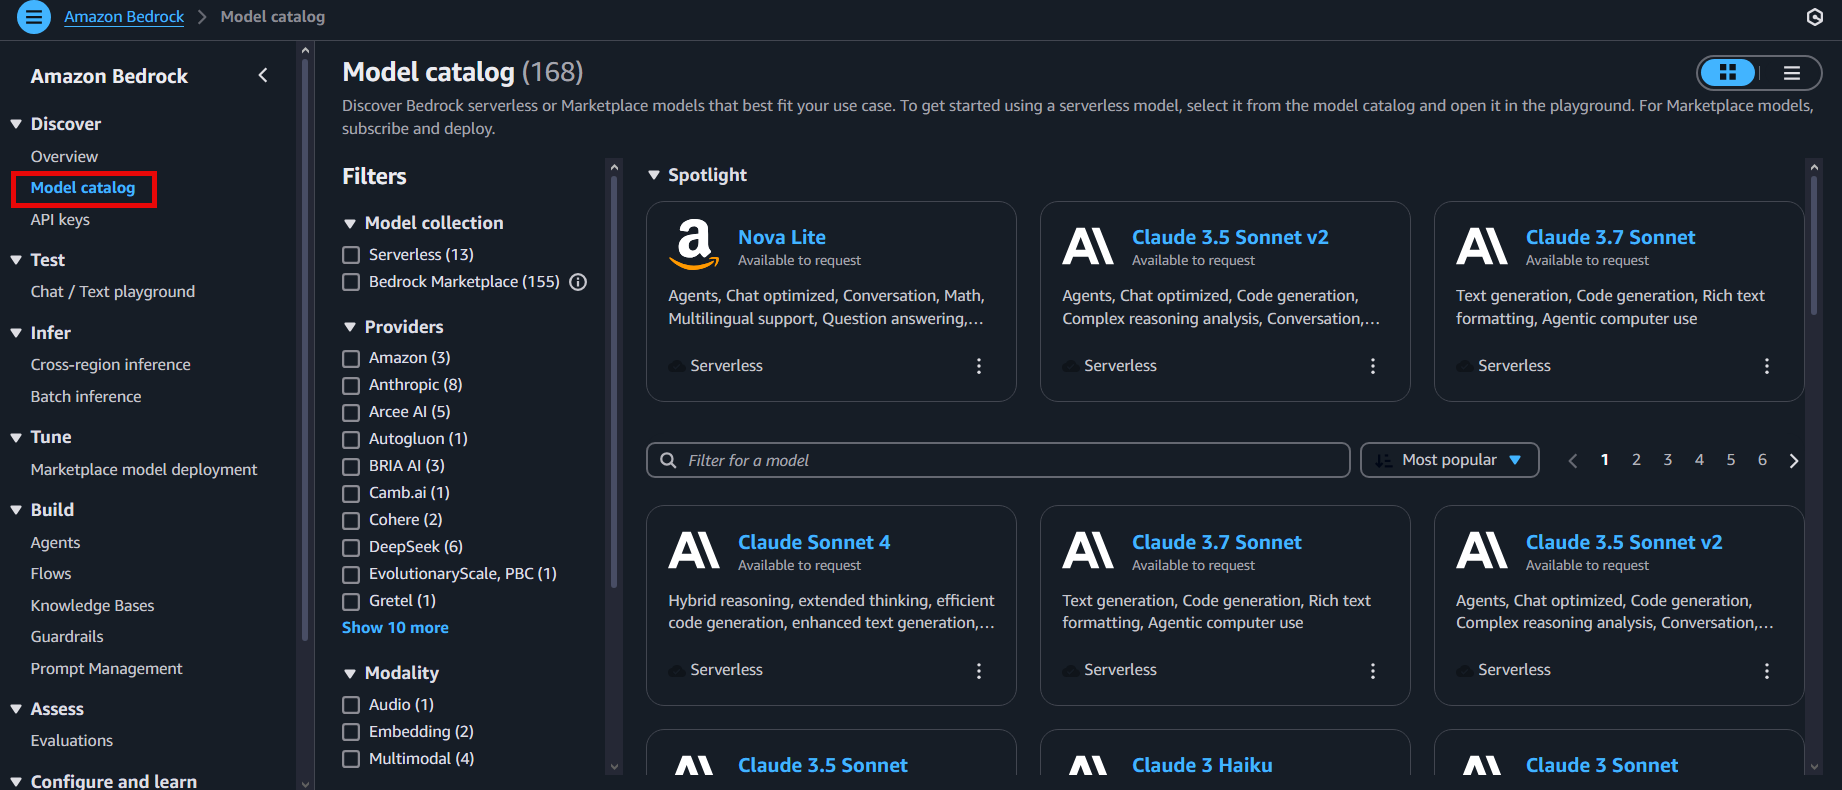 Amazon Bedrock > Model catalog
Amazon Bedrock
Discover
Overview
Model catalog
API keys
Test
Chat / Text playground
Infer
Cross-region inference
Batch inference
Tune
Marketplace model deployment
Build
Agents
Flows
Knowledge Bases
Guardrails
Prompt Management
Assess
Evaluations
Configure and learn
Model catalog (168)
Discover Bedrock serverless or Marketplace models that best fit your use case. To get started using a serverless model, select it from the model catalog and open it in the playground. For Marketplace models,
subscribe and deploy.
Filters
Model collection
Serverless (13)
Bedrock Marketplace (155)
Providers
Amazon (3)
Anthropic (8)
Arcee AI (5)
Autogluon (1)
BRIA AI (3)
Camb.ai (1)
Cohere (2)
DeepSeek (6)
EvolutionaryScale, PBC (1)
Gretel (1)
Show 10 more
Modality
Audio (1)
Embedding (2)
Multimodal (4)
Spotlight
Nova Lite
Available to request
Agents, Chat optimized, Conversation, Math,
Multilingual support, Question answering,...
Serverless
Claude 3.5 Sonnet v2
Available to request
Agents, Chat optimized, Code generation,
Complex reasoning analysis, Conversation,...
Serverless
Claude 3.7 Sonnet
Available to request
Text generation, Code generation, Rich text
formatting, Agentic computer use
Serverless
Filter for a model
Most popular
1 2 3 4 5 6
Claude Sonnet 4
Available to request
Hybrid reasoning, extended thinking, efficient
code generation, enhanced text generation,...
Serverless
Claude 3.7 Sonnet
Available to request
Text generation, Code generation, Rich text
formatting, Agentic computer use
Serverless
Claude 3.5 Sonnet v2
Available to request
Agents, Chat optimized, Code generation,
Complex reasoning analysis, Conversation,...
Serverless
Claude 3.5 Sonnet
Claude 3 Haiku
Claude 3 Sonnet